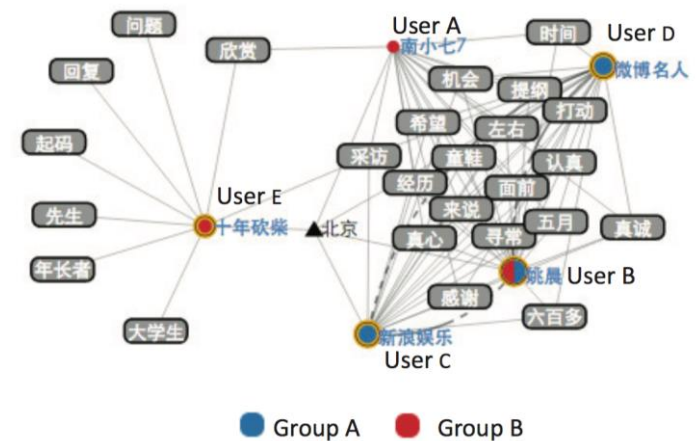 问题
User A
时间
User D
欣赏
南小七7
微博名人
回复
机会
提纲
打动
希望
左右
起码
采访
童鞋
认真
经历
面前
User E
来说
先生
十年砍柴
北京
真心
寻常
五月
真诚
年长者
姚晨
User B
感谢
六百多
大学生
新浪娱乐
User C
Group A
Group B